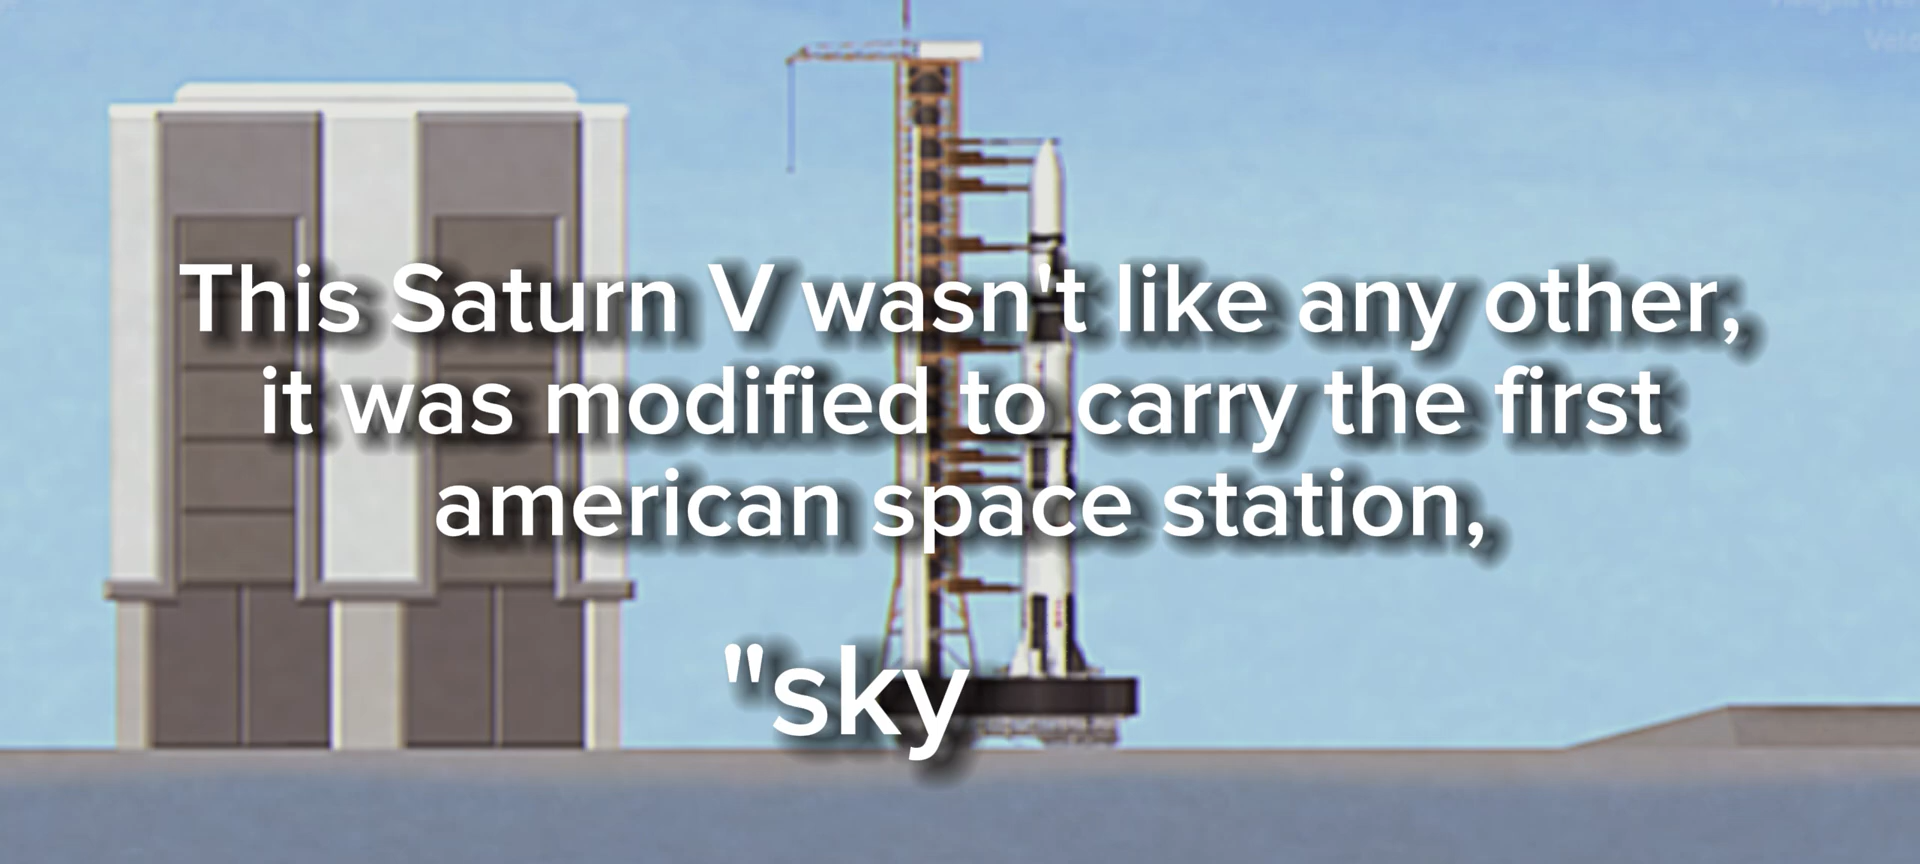 This Saturn V wasn't like any other,
it was modified to carry the first
american space station,
"sky